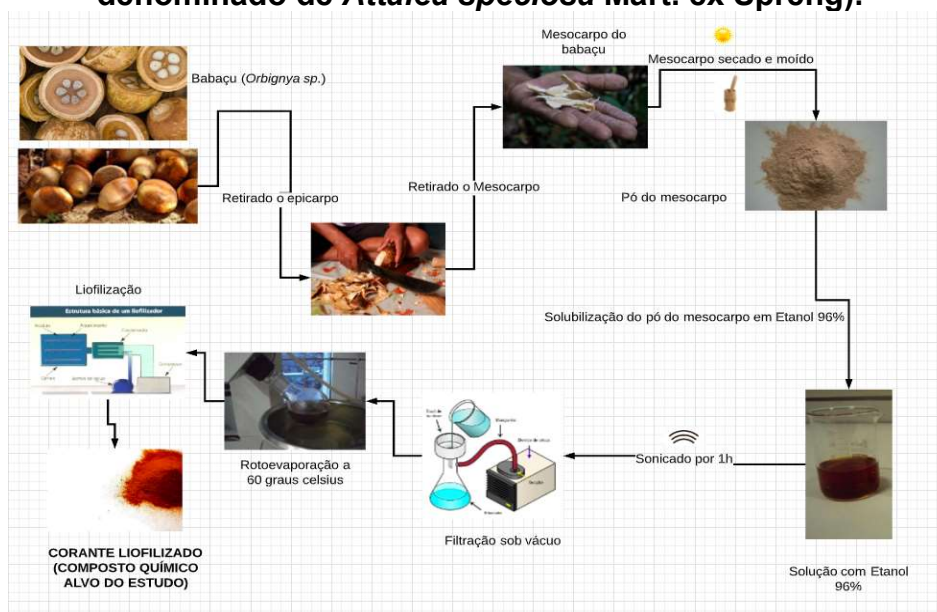 denominado de Attalea speciosa Mart. ex Spreng).
Babaçu (Orbignya sp.)
Retirado o epicarpo
Retirado o Mesocarpo
Mesocarpo do
babaçu
Mesocarpo secado e moído
Pó do mesocarpo
Solubilização do pó do mesocarpo em Etanol 96%
Solução com Etanol
96%
Sonicado por 1h
Filtração sob vácuo
Rotoevaporação a
60 graus celsius
Liofilização
Estrutura básica de um liofilizador
CORANTE LIOFILIZADO
(COMPOSTO QUÍMICO
ALVO DO ESTUDO)